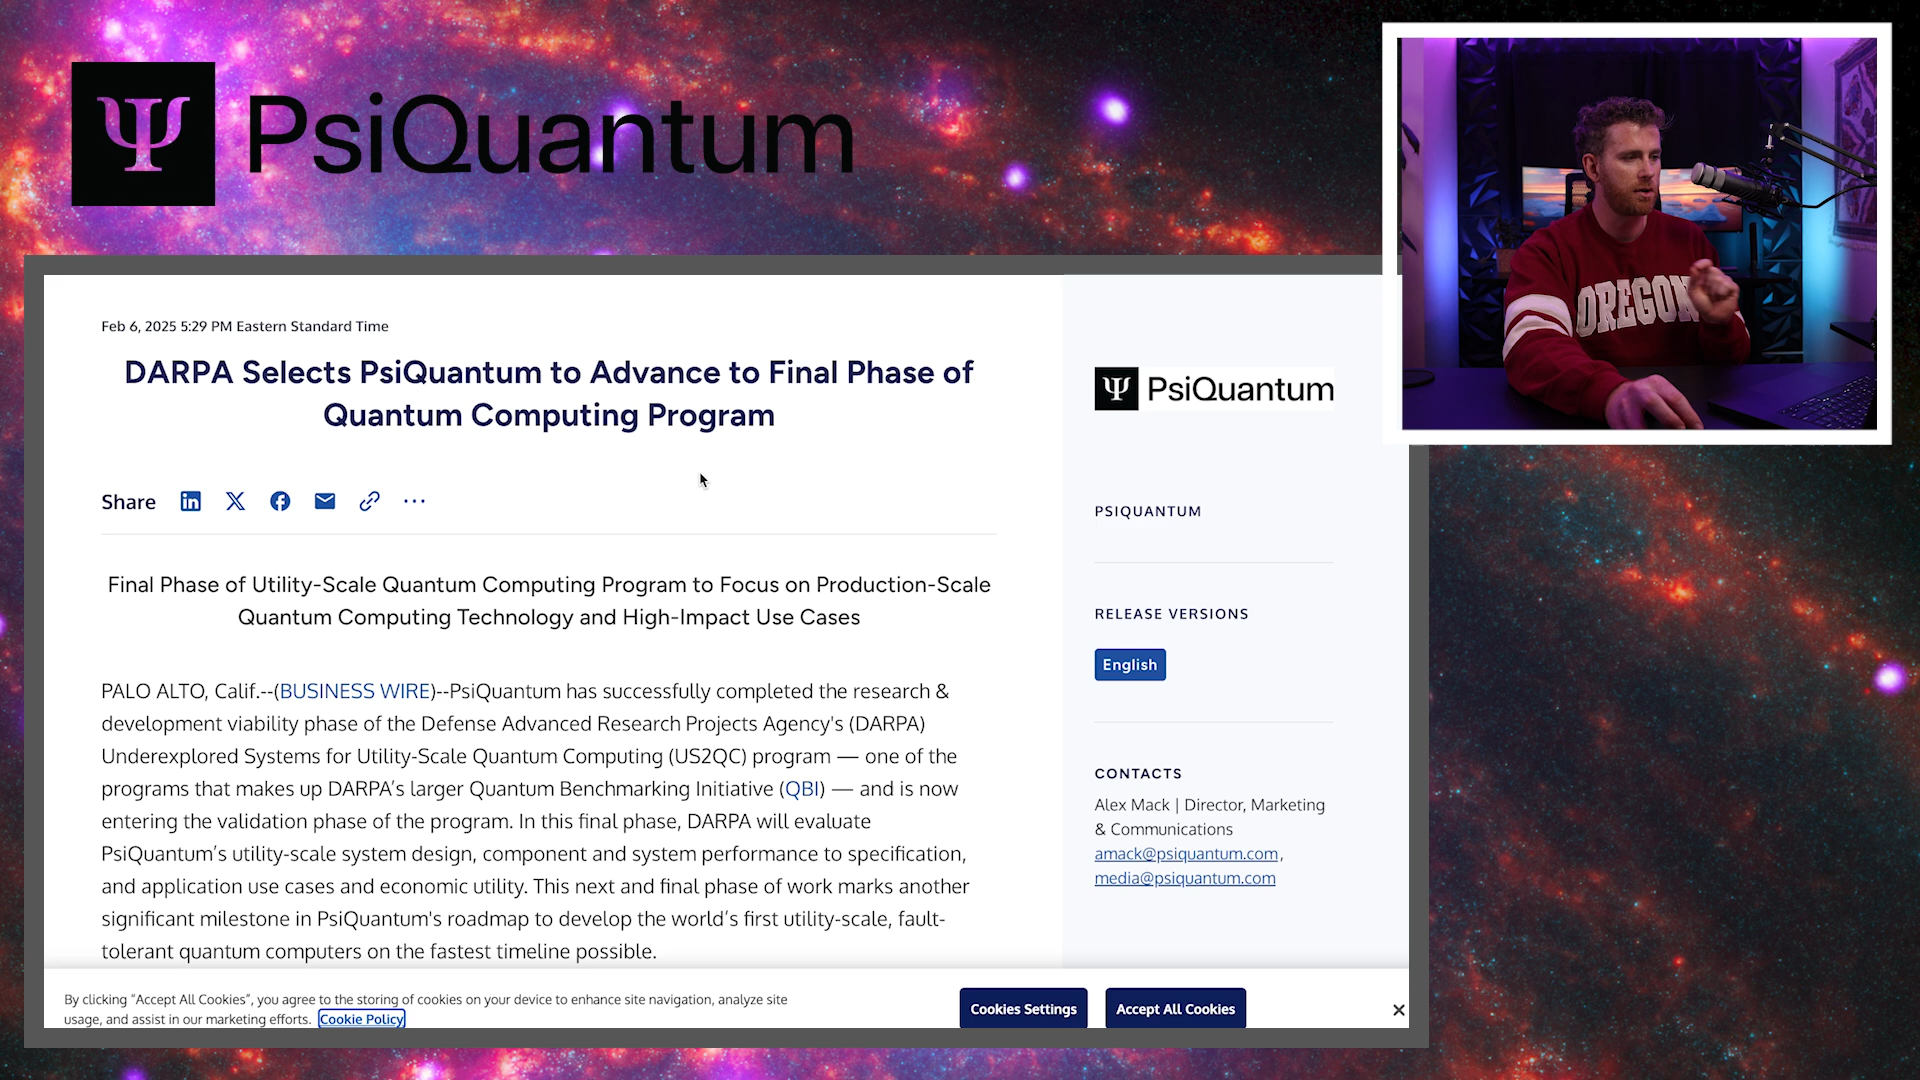 Ψ PsiQuantum
OREGON
Feb 6, 2025 5:29 PM Eastern Standard Time
DARPA Selects PsiQuantum to Advance to Final Phase of
Quantum Computing Program
Share
Final Phase of Utility-Scale Quantum Computing Program to Focus on Production-Scale
Quantum Computing Technology and High-Impact Use Cases
PALO ALTO, Calif.--(BUSINESS WIRE)--PsiQuantum has successfully completed the research &
development viability phase of the Defense Advanced Research Projects Agency's (DARPA)
Underexplored Systems for Utility-Scale Quantum Computing (US2QC) program — one of the
programs that makes up DARPA’s larger Quantum Benchmarking Initiative (QBI) — and is now
entering the validation phase of the program. In this final phase, DARPA will evaluate
PsiQuantum’s utility-scale system design, component and system performance to specification,
and application use cases and economic utility. This next and final phase of work marks another
significant milestone in PsiQuantum's roadmap to develop the world’s first utility-scale, fault-
tolerant quantum computers on the fastest timeline possible.
Ψ PsiQuantum
PSIQUANTUM
RELEASE VERSIONS
English
CONTACTS
Alex Mack | Director, Marketing
& Communications
amack@psiquantum.com,
media@psiquantum.com
By clicking “Accept All Cookies”, you agree to the storing of cookies on your device to enhance site navigation, analyze site
usage, and assist in our marketing efforts. Cookie Policy
Cookies Settings
Accept All Cookies